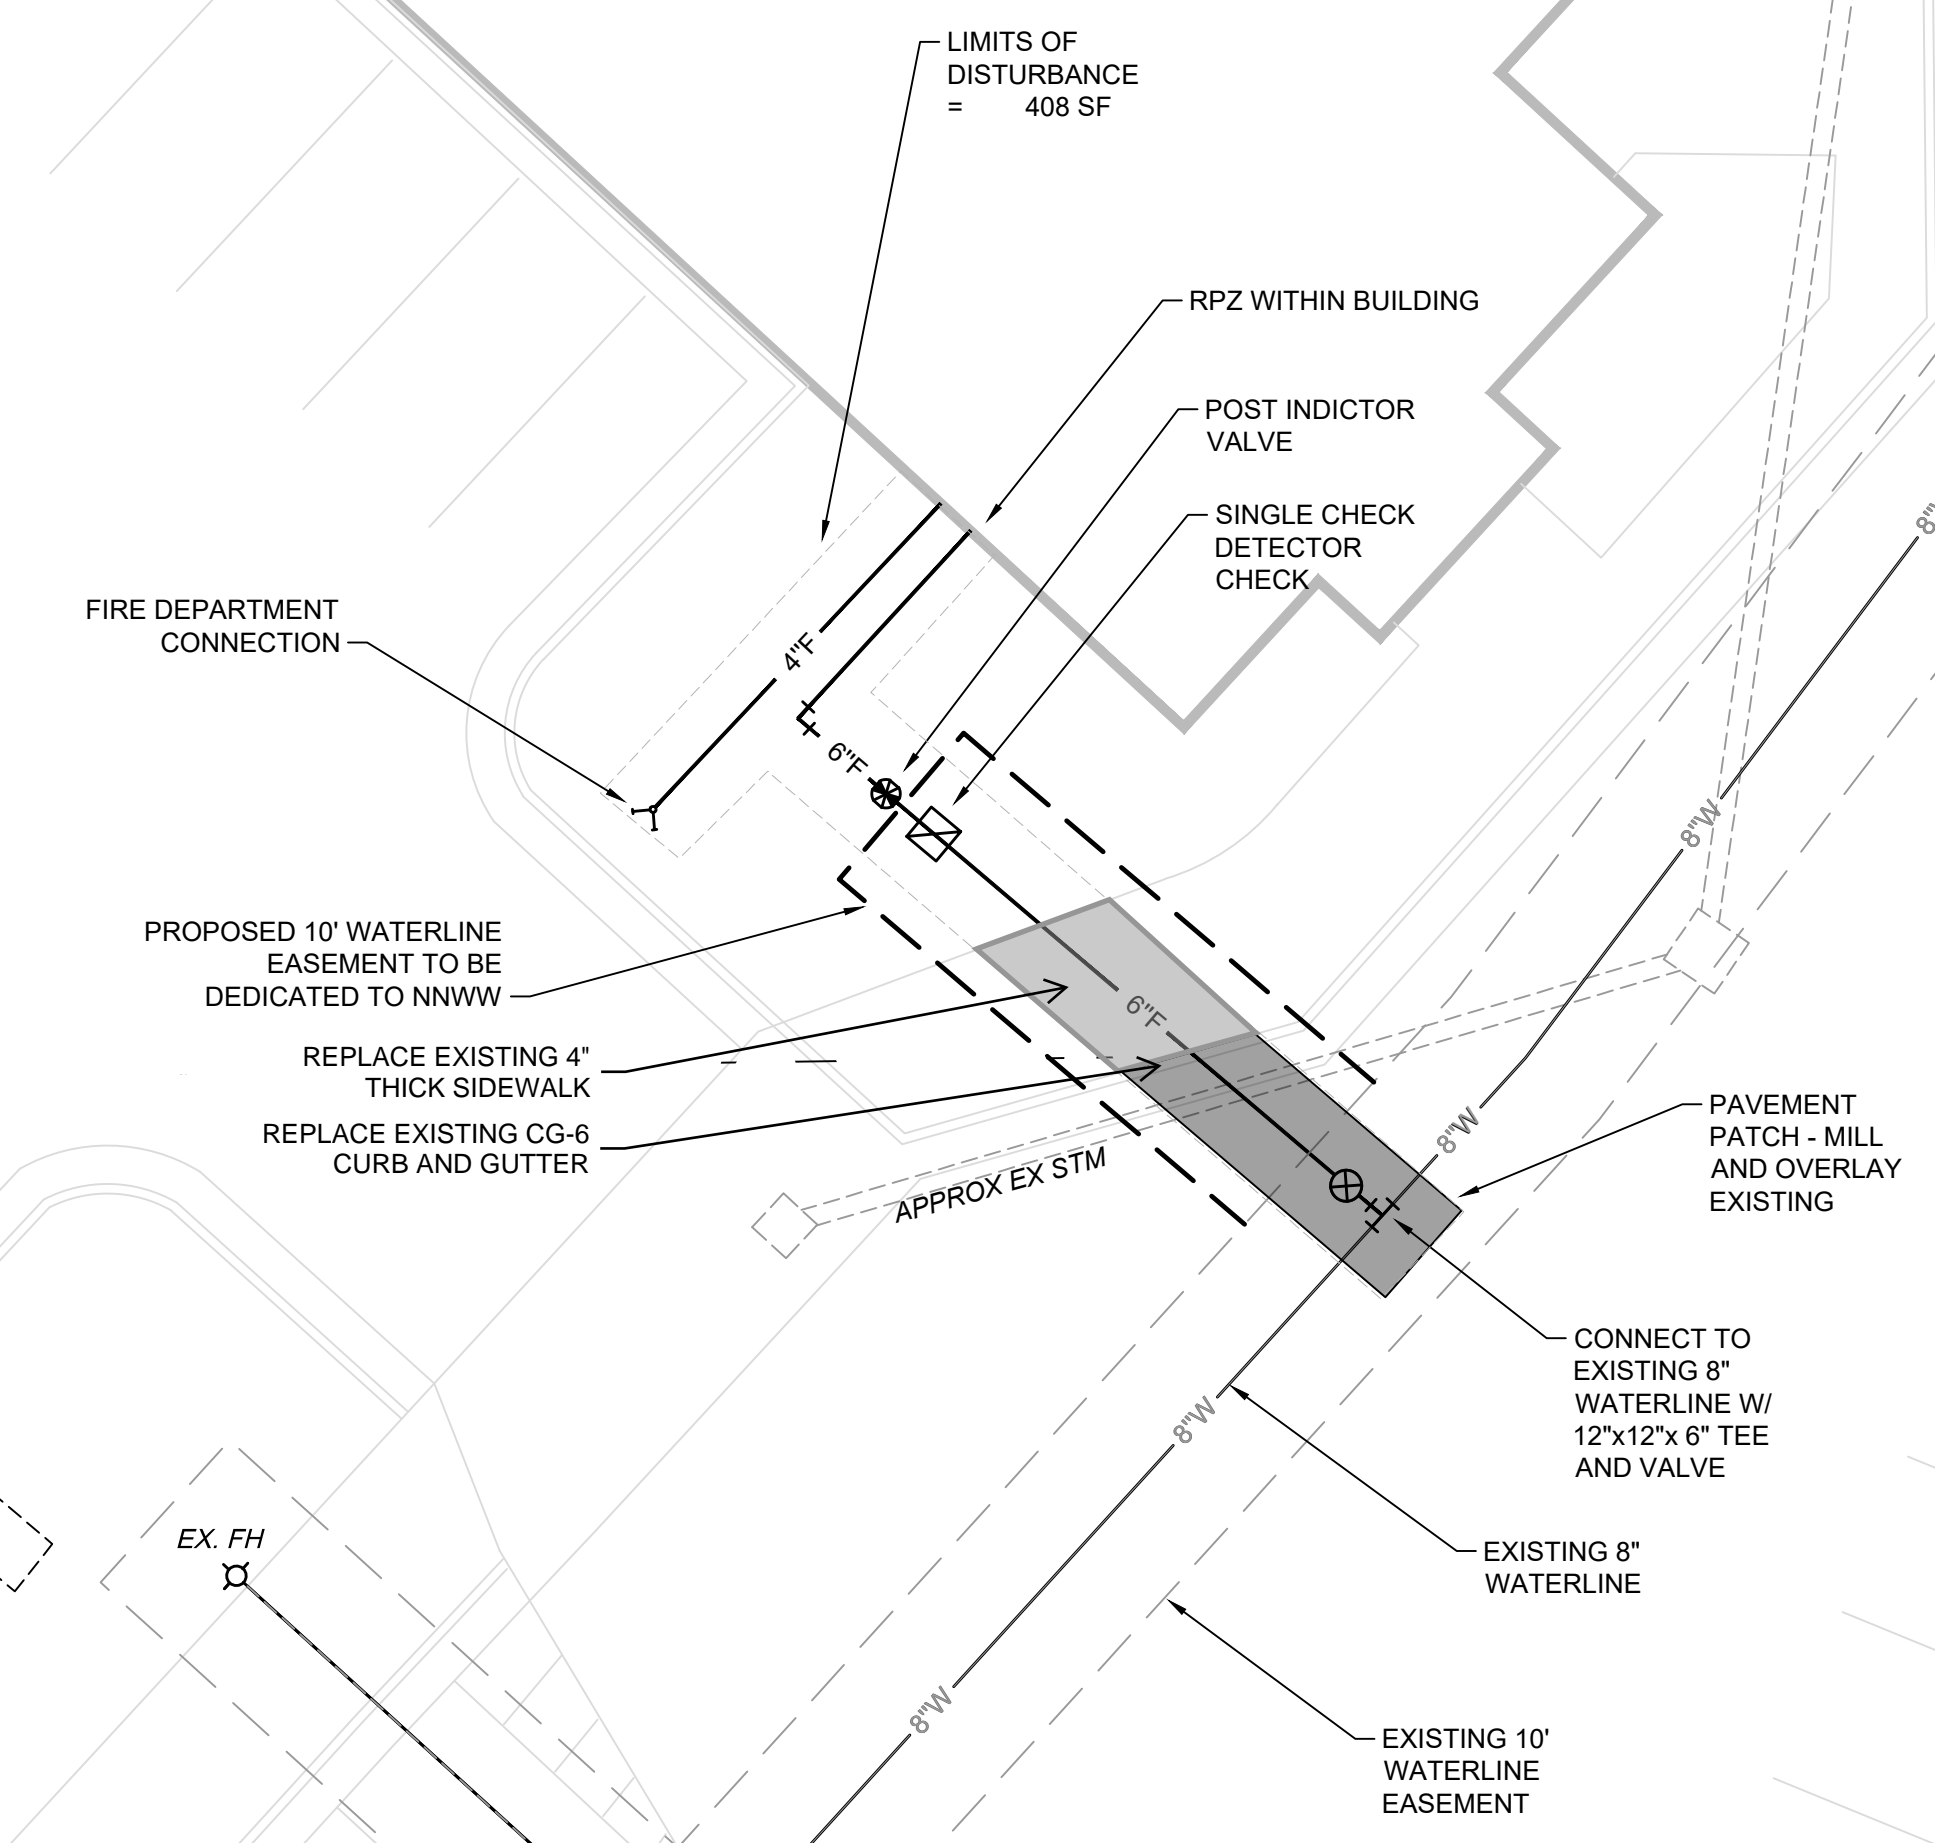 LIMITS OF
DISTURBANCE
= 408 SF
RPZ WITHIN BUILDING
POST INDICTOR
VALVE
SINGLE CHECK
DETECTOR
CHECK
8"
FIRE DEPARTMENT
CONNECTION
4"F
6"F
8"W
PROPOSED 10' WATERLINE
EASEMENT TO BE
DEDICATED TO NNWW
6"F
REPLACE EXISTING 4"
THICK SIDEWALK
REPLACE EXISTING CG-6
CURB AND GUTTER
8"W
PAVEMENT
PATCH - MILL
AND OVERLAY
EXISTING
APPROX EX STM
CONNECT TO
EXISTING 8"
WATERLINE W/
12"x12"x 6" TEE
AND VALVE
8"W
EX. FH
EXISTING 8"
WATERLINE
8"W
EXISTING 10'
WATERLINE
EASEMENT